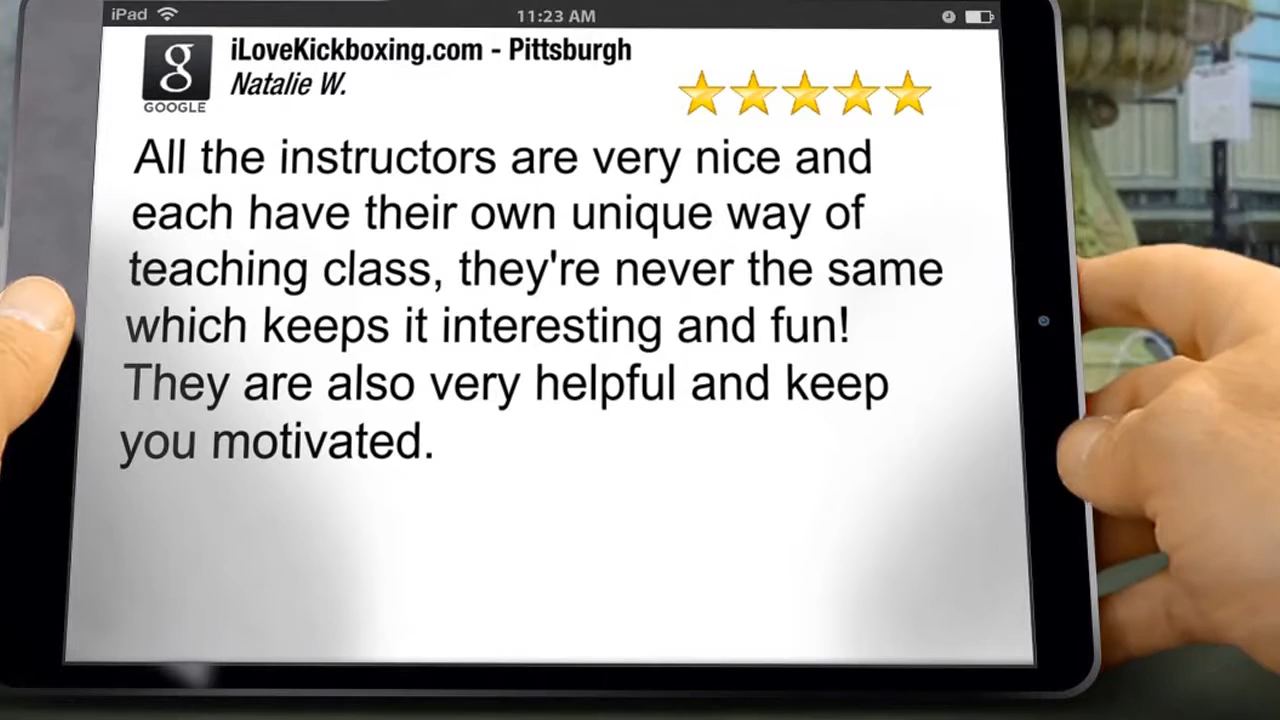 iPad 11:23 AM
iLoveKickboxing.com - Pittsburgh
Natalie W.
g
GOOGLE
All the instructors are very nice and
each have their own unique way of
teaching class, they're never the same
which keeps it interesting and fun!
They are also very helpful and keep
you motivated.